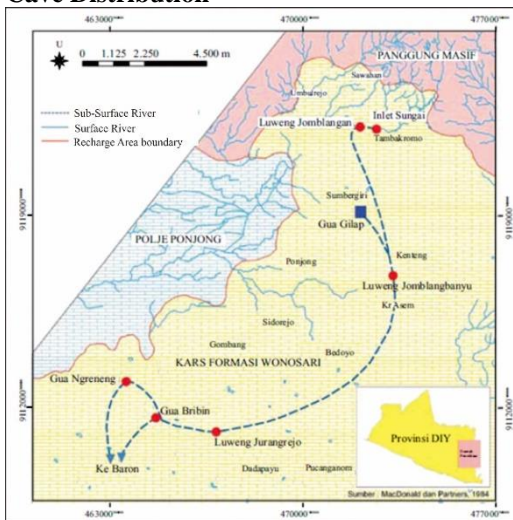 Cave Distribution
463000
470000
477000
U
0 1.125 2.250 4.500 m
Sub-Surface River
Surface River
Recharge Area boundary
PANGGUNG MASIF
Sawahan
Umbulrejo
Luweng Jomblangan
Inlet Sungai
Tambakromo
Sumbergiri
Gua Gilap
9119000
9119000
POLJE PONJONG
Ponjong
Kenteng
Luweng Jomblangbanyu
Kr Asem
Sidorejo
Gombang
Badoyo
KARS FORMASI WONOSARI
Gua Ngreneng
Gua Bribin
9112000
9112000
Luweng Jurangrejo
Ke Baron
Dadapayu
Pucanganom
Provinsi DIY
Sumber : MacDonald dan Partners, 1984
463000
470000
477000